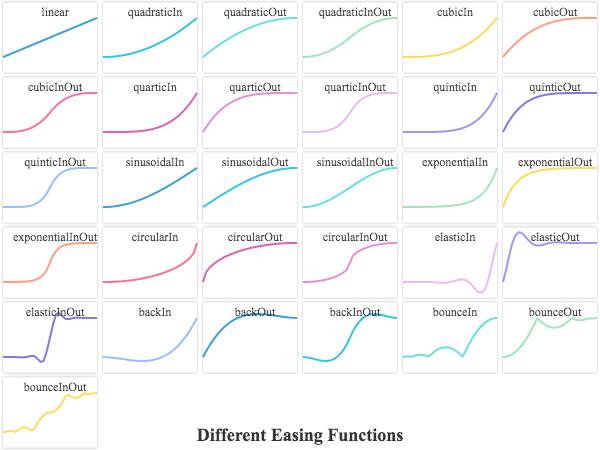 linear
quadraticIn
quadraticOut
quadraticInOut
cubicIn
cubicOut
cubicInOut
quarticIn
quarticOut
quarticInOut
quinticIn
quinticOut
quinticInOut
sinusoidalIn
sinusoidalOut
sinusoidalInOut
exponentialIn
exponentialOut
exponentialInOut
circularIn
circularOut
circularInOut
elasticIn
elasticOut
elasticInOut
backIn
backOut
backInOut
bounceIn
bounceOut
bounceInOut
Different Easing Functions